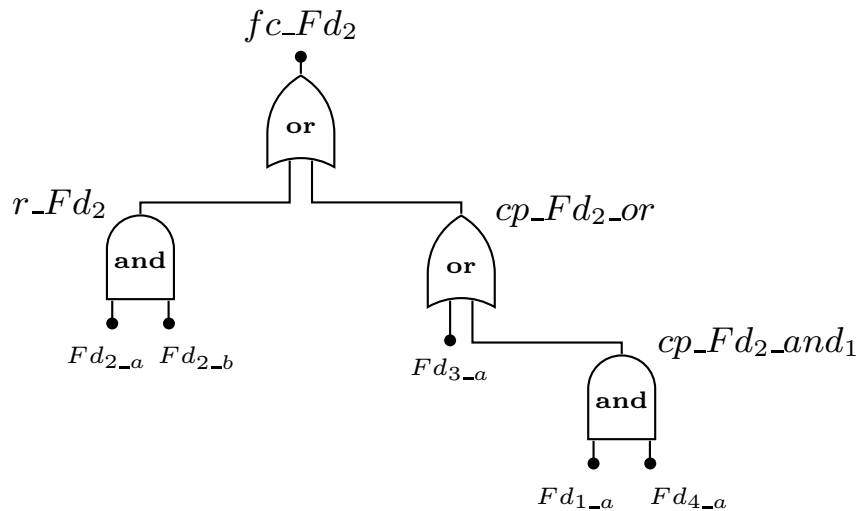 fc_Fd₂
or
r_Fd₂
cp_Fd₂_or
and
or
Fd₂_ₐ Fd₂_b
Fd₃_ₐ
cp_Fd₂_and₁
and
Fd₁_ₐ Fd₄_ₐ